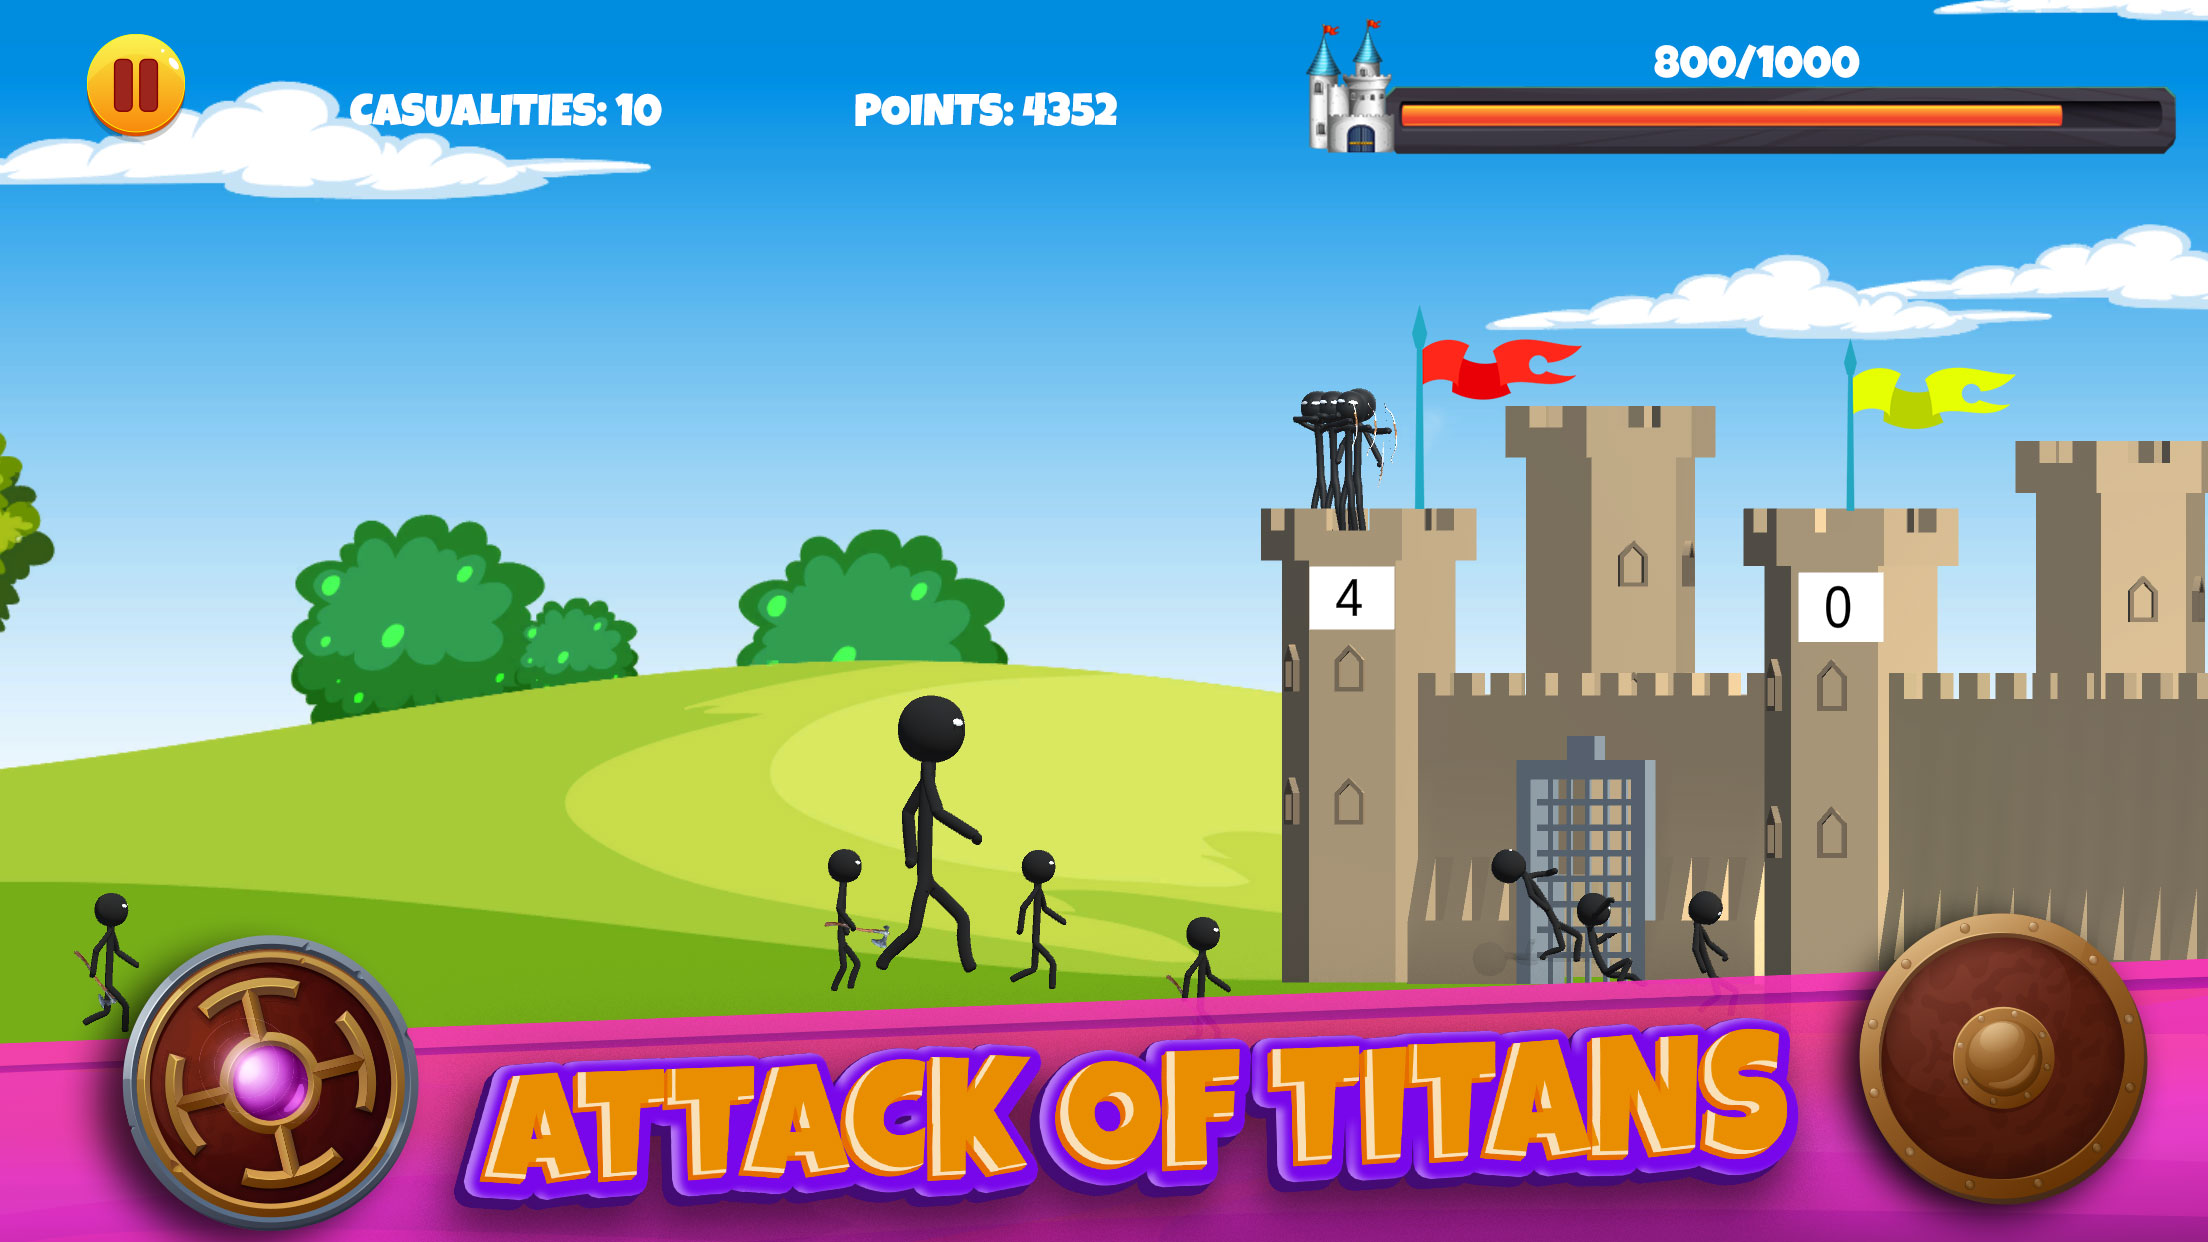 800/1000
CASUALITIES: 10
POINTS: 4352
4
0
ATTACK OF TITANS